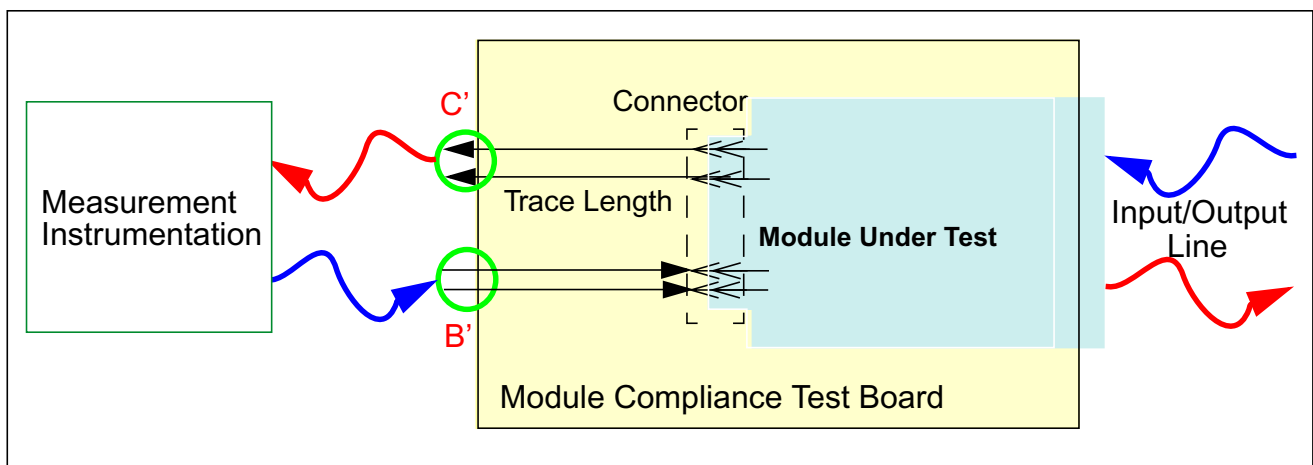 C’
Connector
Measurement
Instrumentation
Trace Length
Module Under Test
Input/Output
Line
B’
Module Compliance Test Board